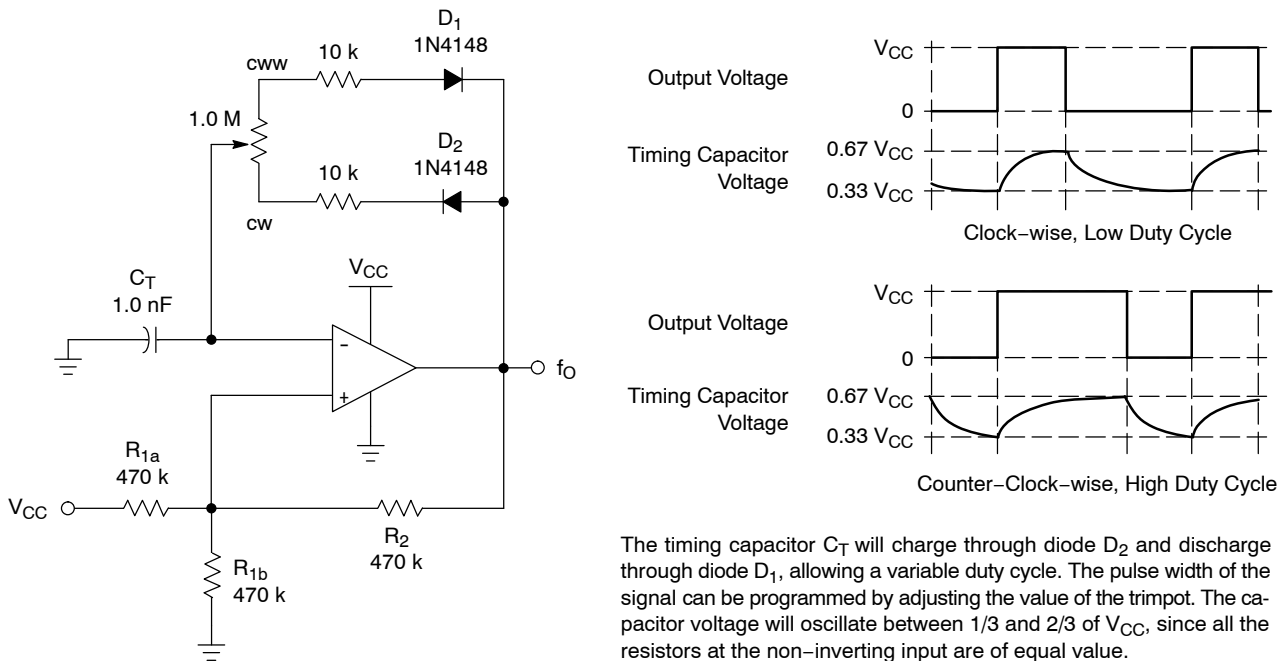 D1
1N4148
10 k
cww
1.0 M
D2
1N4148
10 k
cw
CT
1.0 nF
VCC
-
+
fO
R1a
470 k
VCC
R2
470 k
R1b
470 k
VCC
Output Voltage
0
Timing Capacitor
Voltage
0.67 VCC
0.33 VCC
Clock−wise, Low Duty Cycle
VCC
Output Voltage
0
Timing Capacitor
Voltage
0.67 VCC
0.33 VCC
Counter−Clock−wise, High Duty Cycle
The timing capacitor CT will charge through diode D2 and discharge
through diode D1, allowing a variable duty cycle. The pulse width of the
signal can be programmed by adjusting the value of the trimpot. The ca-
pacitor voltage will oscillate between 1/3 and 2/3 of VCC, since all the
resistors at the non−inverting input are of equal value.